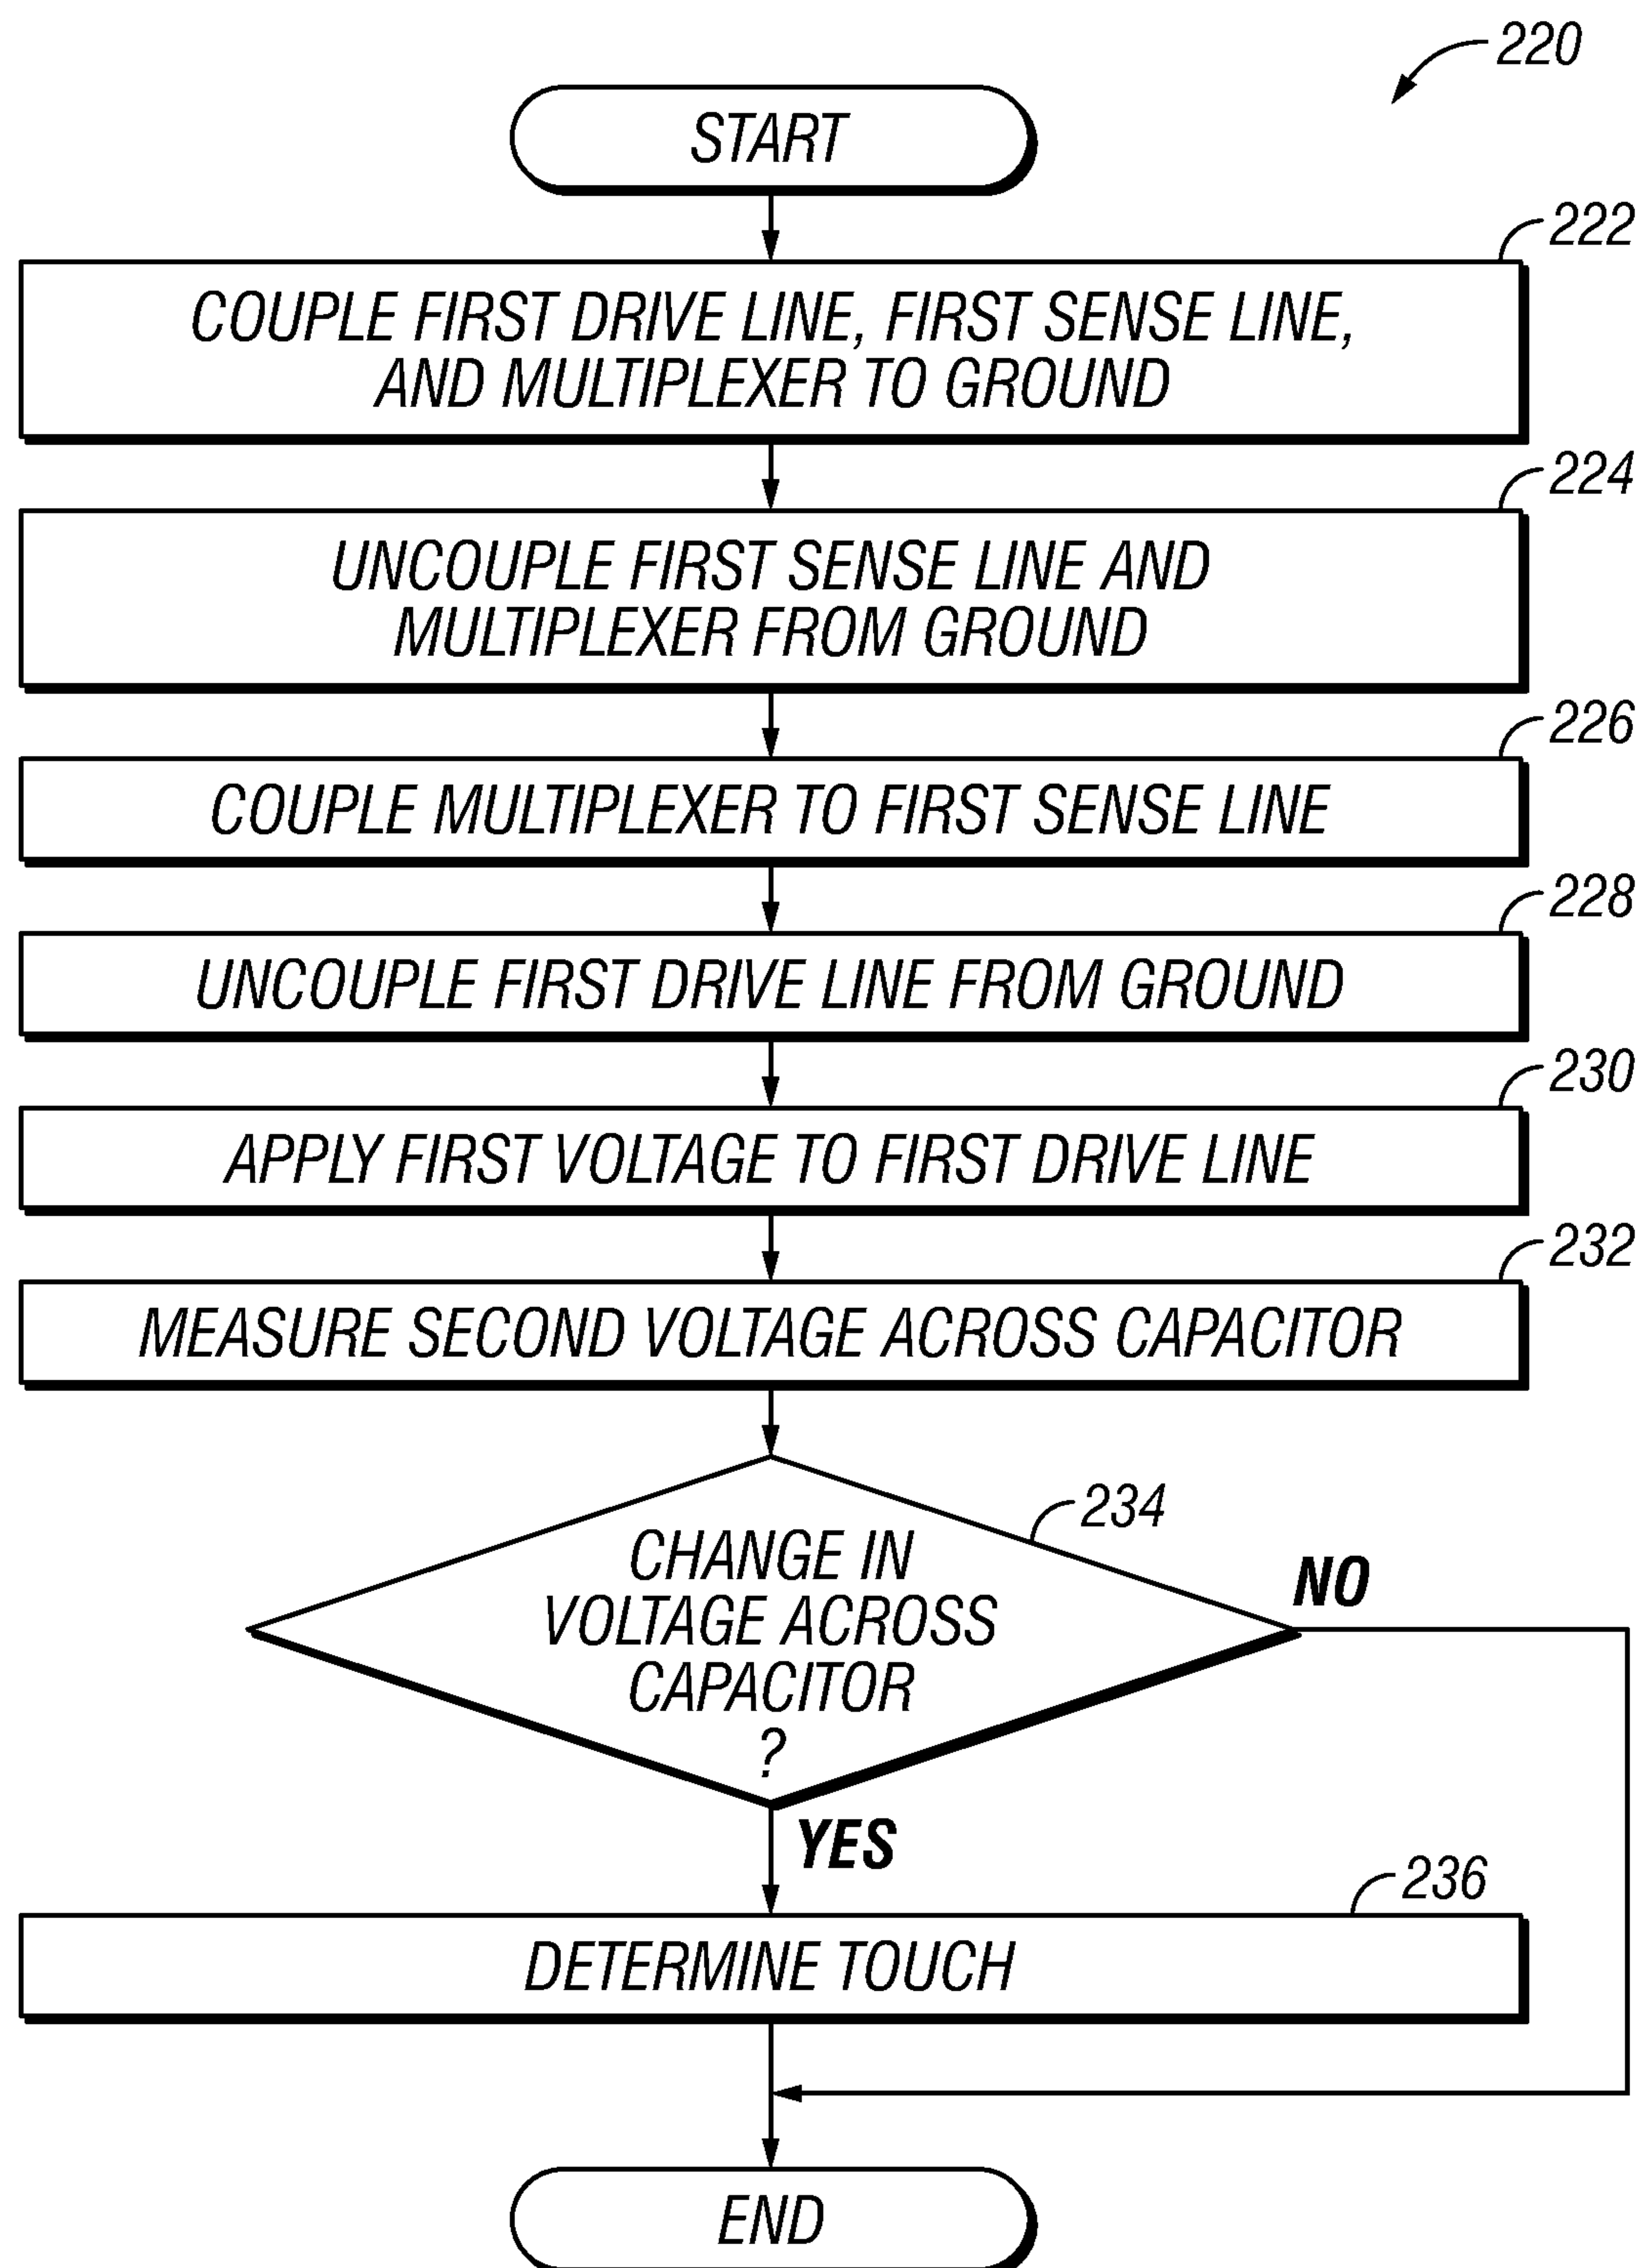 220
START
222
COUPLE FIRST DRIVE LINE, FIRST SENSE LINE,
AND MULTIPLEXER TO GROUND
224
UNCOUPLE FIRST SENSE LINE AND
MULTIPLEXER FROM GROUND
226
COUPLE MULTIPLEXER TO FIRST SENSE LINE
228
UNCOUPLE FIRST DRIVE LINE FROM GROUND
230
APPLY FIRST VOLTAGE TO FIRST DRIVE LINE
232
MEASURE SECOND VOLTAGE ACROSS CAPACITOR
234
CHANGE IN
VOLTAGE ACROSS
CAPACITOR
?
NO
YES
236
DETERMINE TOUCH
END